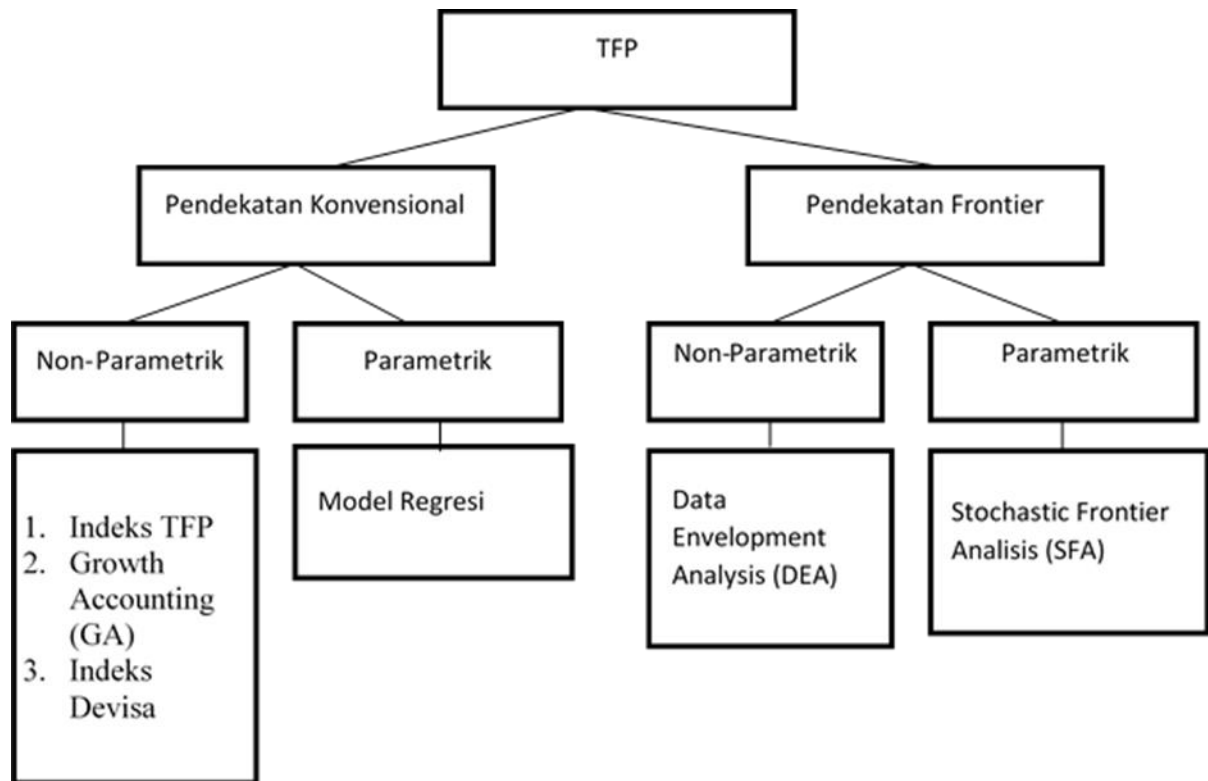 TFP
Pendekatan Konvensional
Pendekatan Frontier
Non-Parametrik
Parametrik
Non-Parametrik
Parametrik
1. Indeks TFP
2. Growth
Accounting
(GA)
3. Indeks
Devisa
Model Regresi
Data
Envelopment
Analysis (DEA)
Stochastic Frontier
Analisis (SFA)